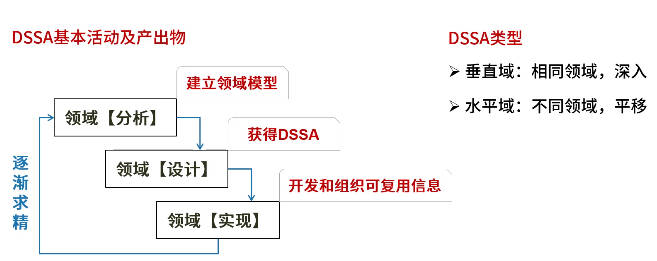 DSSA基本活动及产出物
建立领域模型
领域【分析】
获得DSSA
领域【设计】
开发和组织可复用信息
领域【实现】
逐渐求精
DSSA类型
➢ 垂直域：相同领域，深入
➢ 水平域：不同领域，平移